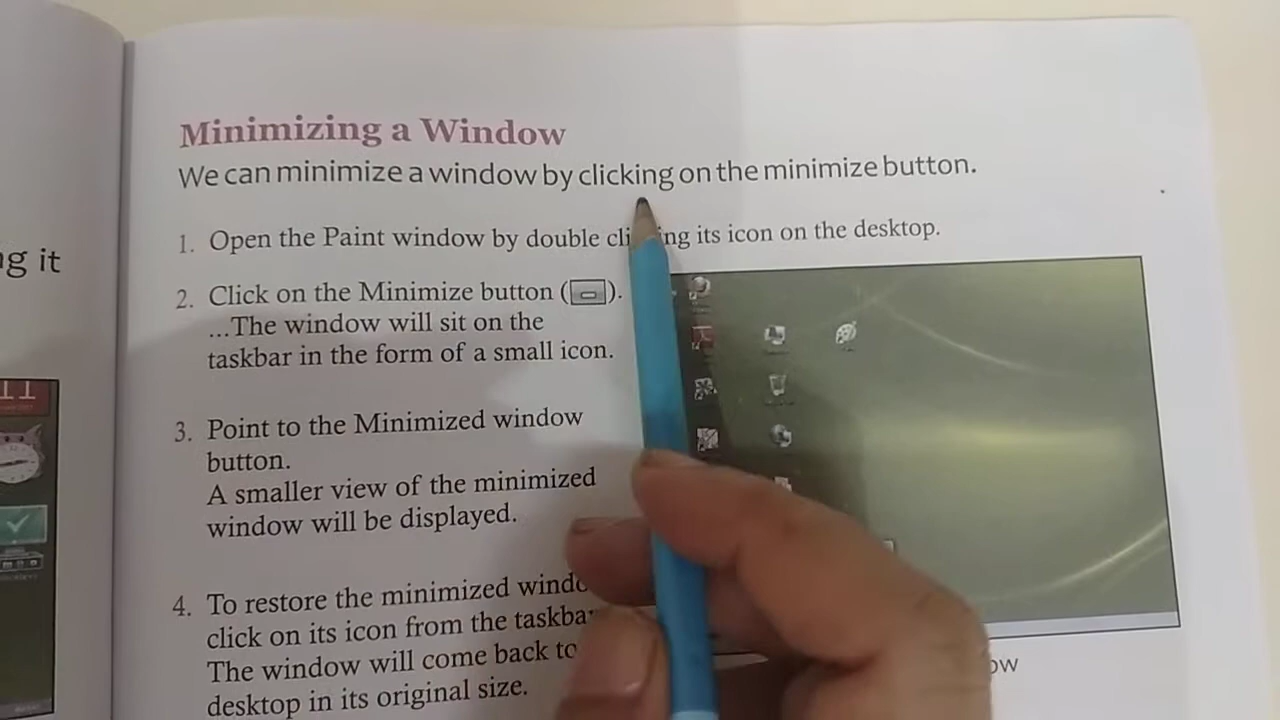 Minimizing a Window
We can minimize a window by clicking on the minimize button.
1. Open the Paint window by double clicking its icon on the desktop.
2. Click on the Minimize button ( ).
...The window will sit on the
taskbar in the form of a small icon.
3. Point to the Minimized window
button.
A smaller view of the minimized
window will be displayed.
4. To restore the minimized
click on its icon from the
The window will come back to
desktop in its original size.
g it
ow